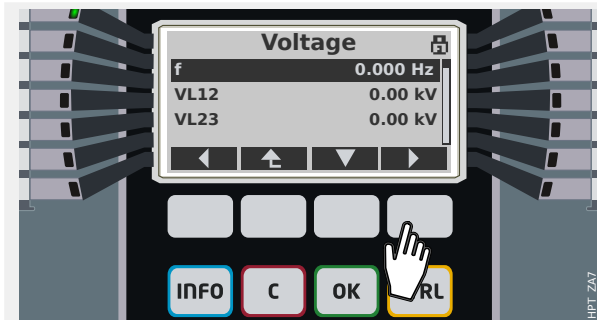 Voltage
f 0.000 Hz
VL12 0.00 kV
VL23 0.00 kV
INFO C OK RL
HPT ZA7